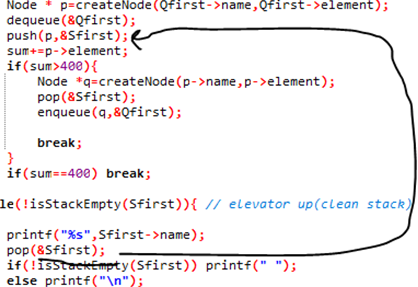 Node * p=createNode(Qfirst->name,Qfirst->element);
dequeue(&Qfirst);
push(p,&Sfirst);
sum+=p->element;
if(sum>400){
Node *q=createNode(p->name,p->element);
pop(&Sfirst);
enqueue(q,&Qfirst);
break;
}
if(sum==400) break;
le(!isStackEmpty(Sfirst)){ // elevator up(clean stack)
printf("%s",Sfirst->name);
pop(&Sfirst);
if(!isStackEmpty(Sfirst)) printf(" ");
else printf("\n");